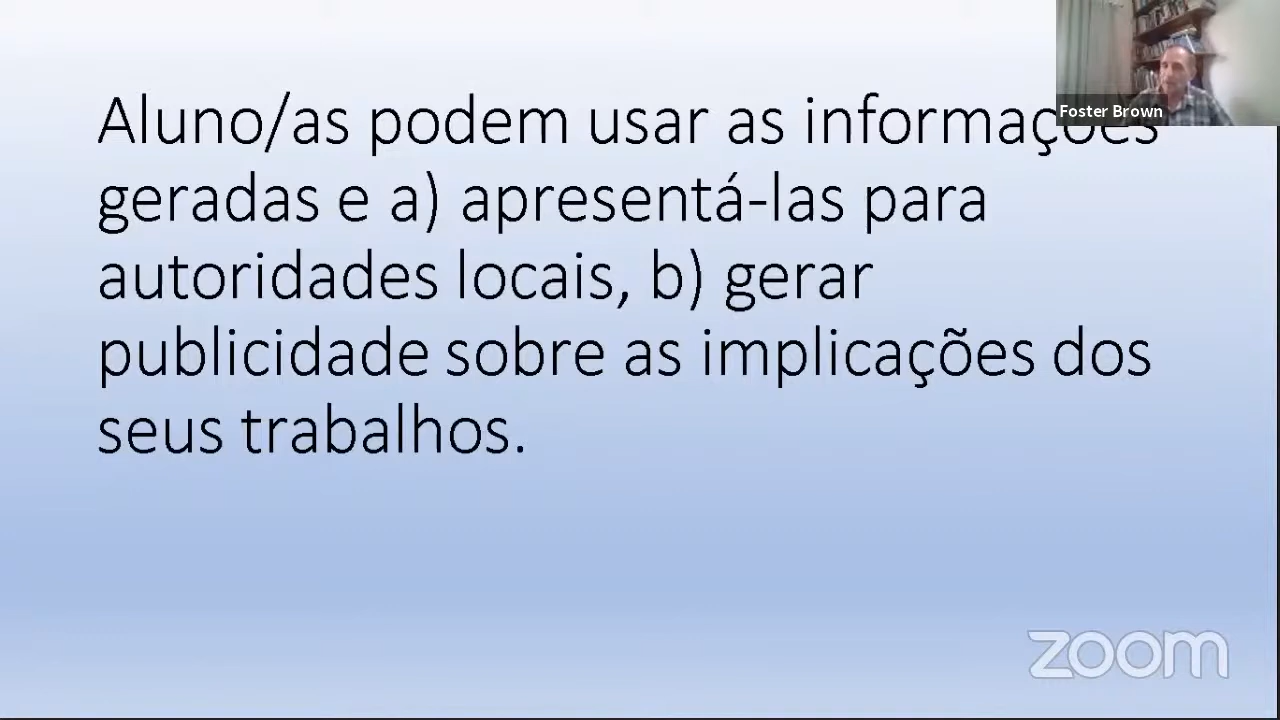 Foster Brown
Aluno/as podem usar as informações
geradas e a) apresentá-las para
autoridades locais, b) gerar
publicidade sobre as implicações dos
seus trabalhos.
zoom